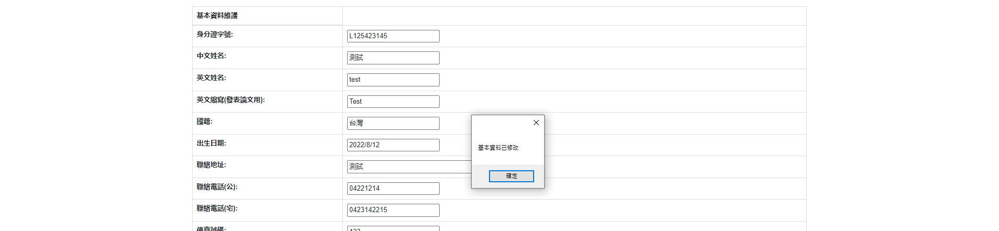 基本資料維護
身分證字號: L125423145
中文姓名: 測試
英文姓名: test
英文縮寫(發表論文用): Test
國籍: 台灣
出生日期: 2022/8/12
聯絡地址: 測試
聯絡電話(公): 04221214
聯絡電話(宅): 0423142215
傳真號碼: 123
基本資料已修改
確定